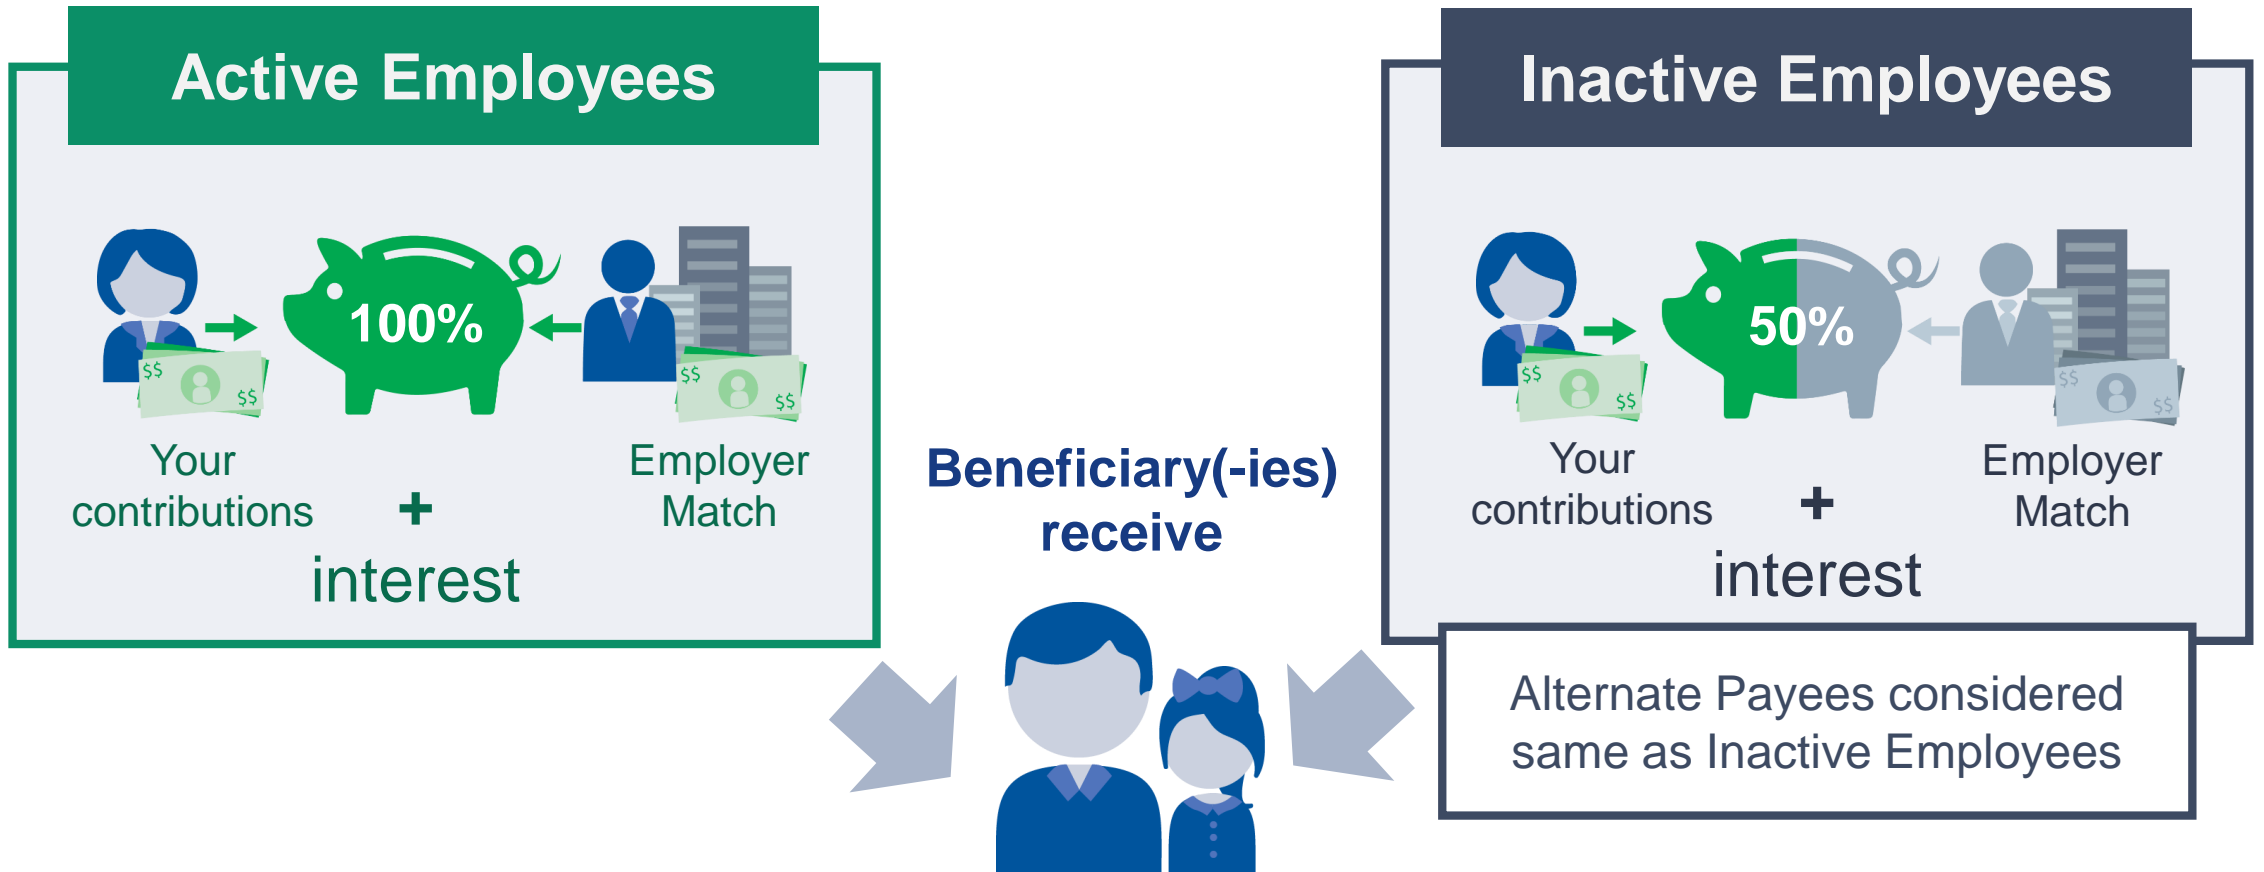 Active Employees
100%
$$
$$
$$
$$
Your
contributions
+
Employer
Match
interest
Beneficiary(-ies)
receive
Inactive Employees
50%
$$
$$
$$
$$
Your
contributions
+
Employer
Match
interest
Alternate Payees considered
same as Inactive Employees